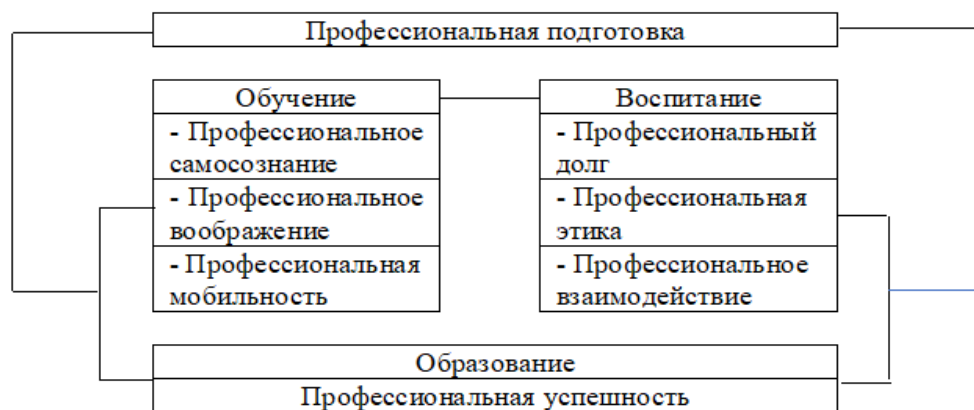 Профессиональная подготовка
Обучение
- Профессиональное
самосознание
- Профессиональное
воображение
- Профессиональная
мобильность
Воспитание
- Профессиональный
долг
- Профессиональная
этика
- Профессиональное
взаимодействие
Образование
Профессиональная успешность